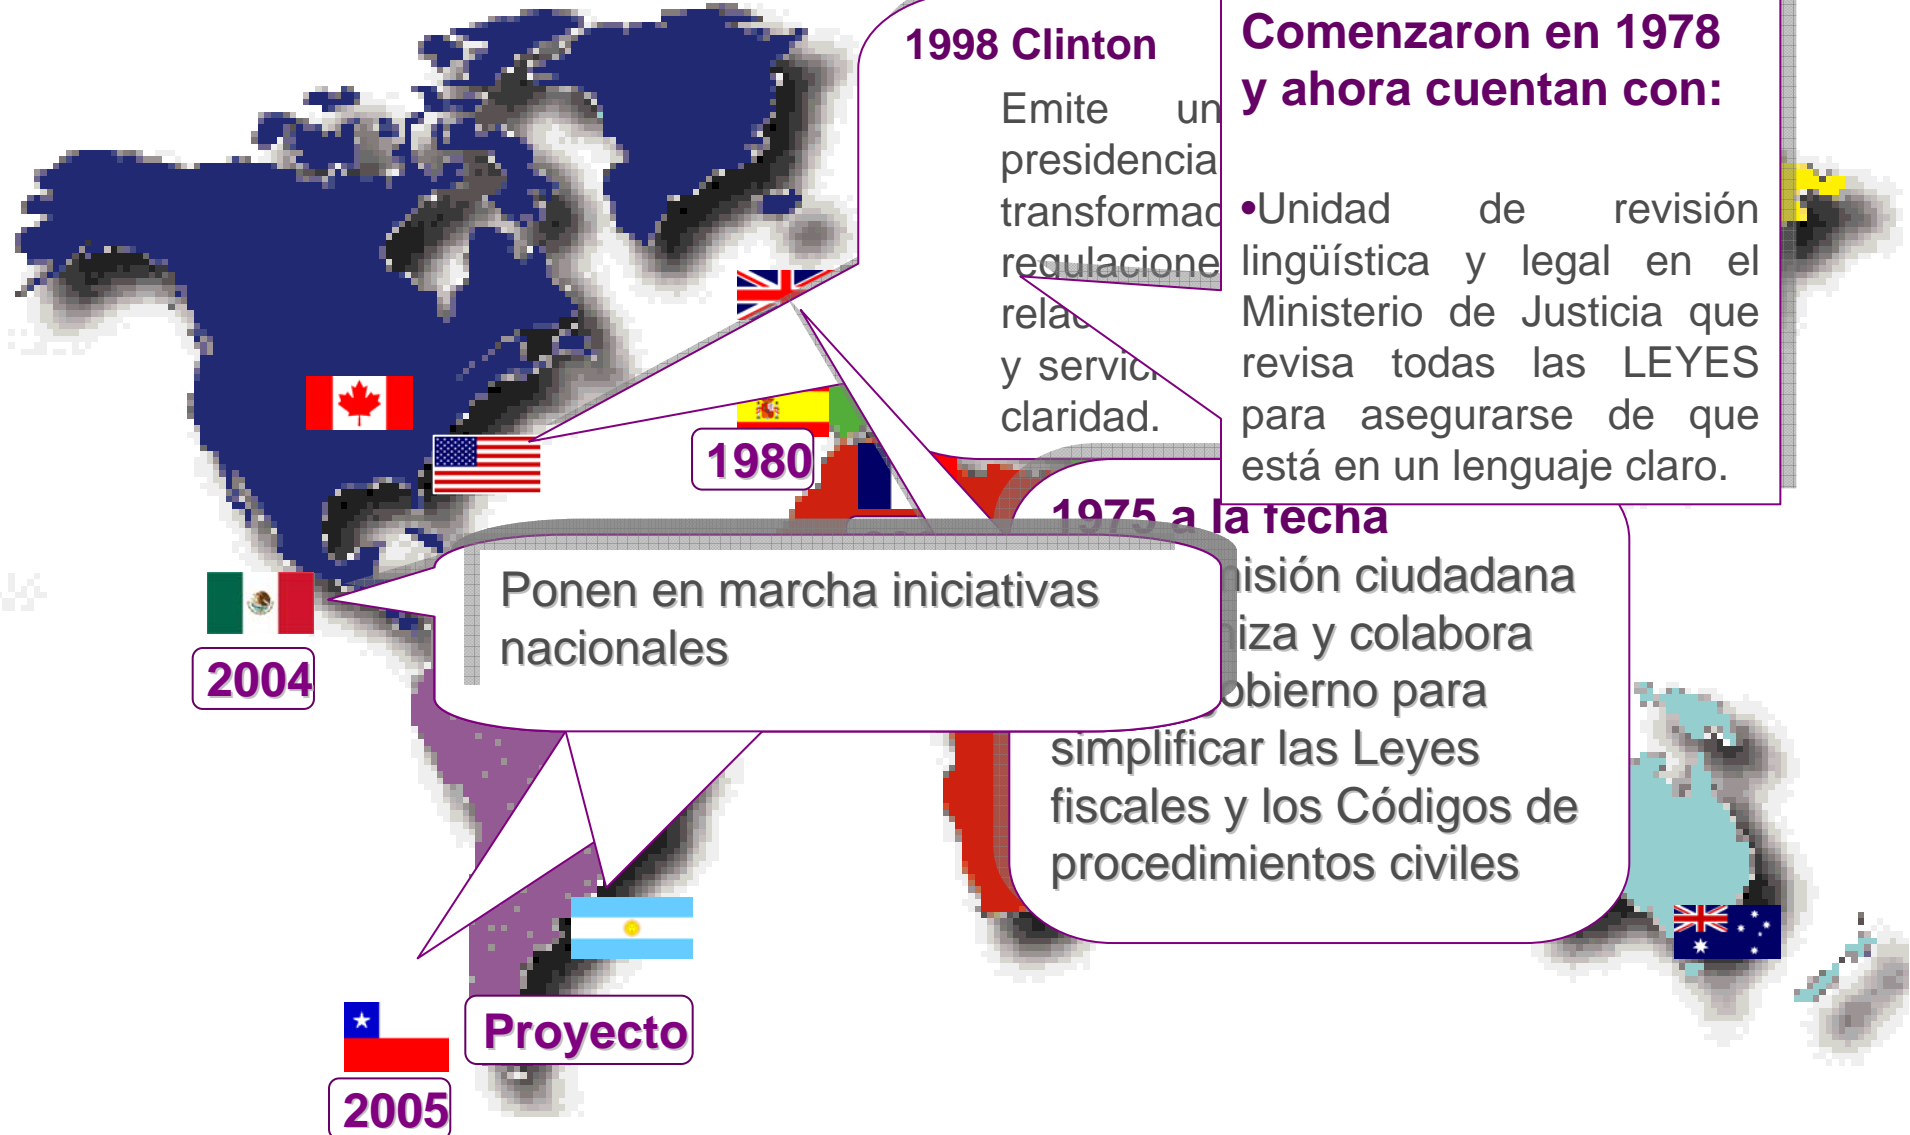 1998 Clinton
Emite un
presidencia
transformac
regulacione
y servic
claridad.
Comenzaron en 1978
y ahora cuentan con:
•Unidad de revisión
lingüística y legal en el
Ministerio de Justicia que
revisa todas las LEYES
para asegurarse de que
está en un lenguaje claro.
1980
1975 a la fecha
isión ciudadana
iza y colabora
obierno para
simplificar las Leyes
fiscales y los Códigos de
procedimientos civiles
Ponen en marcha iniciativas
nacionales
2004
Proyecto
2005